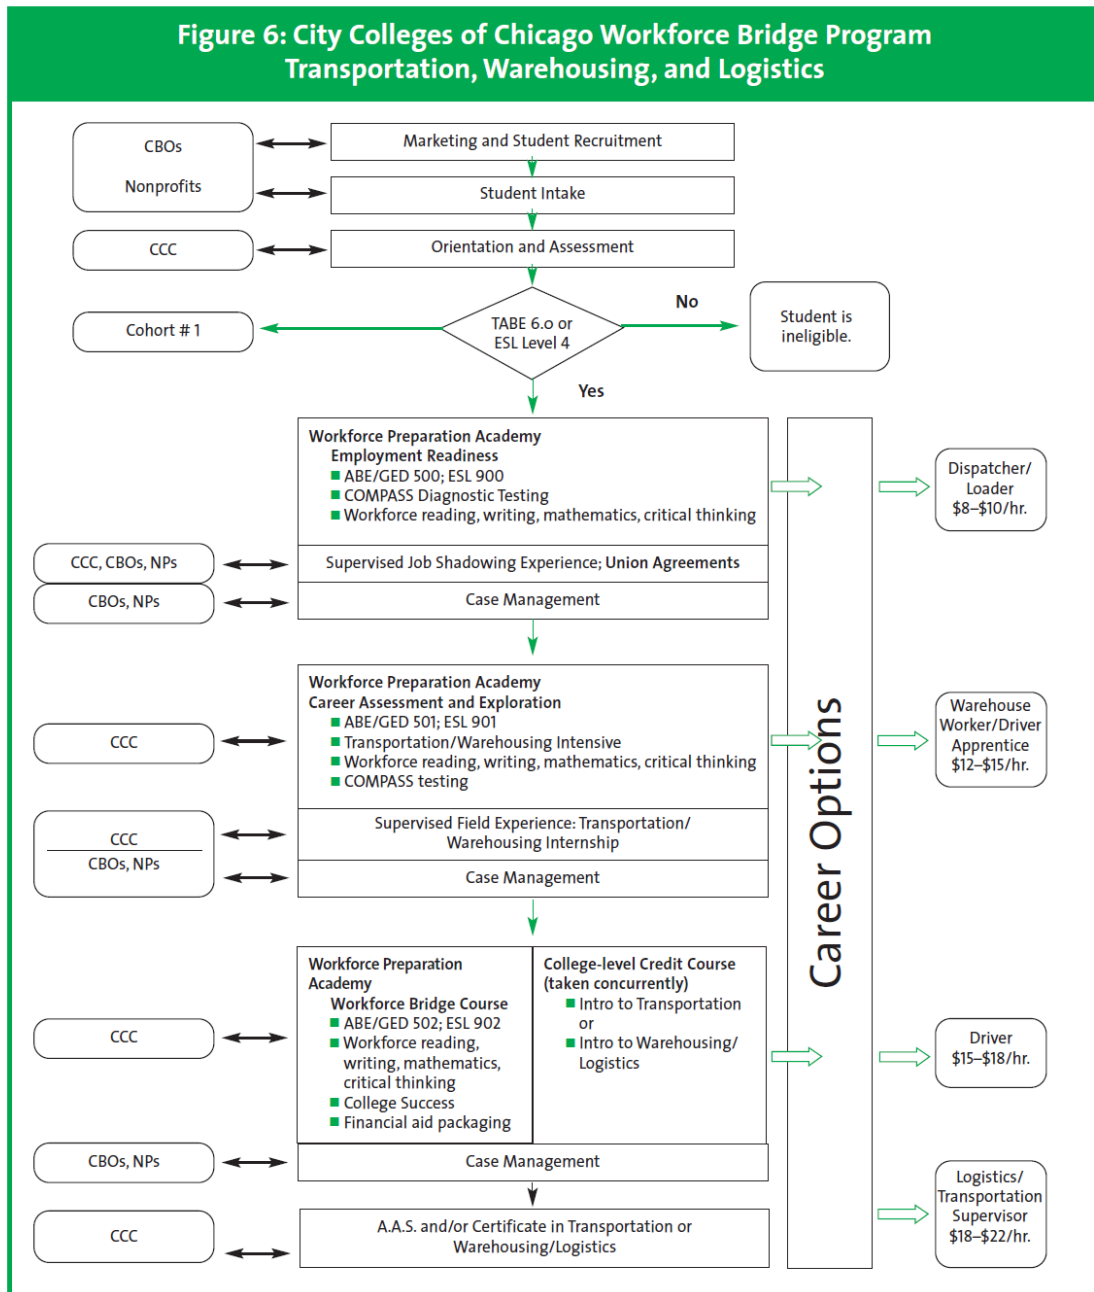 Figure 6: City Colleges of Chicago Workforce Bridge Program
Transportation, Warehousing, and Logistics
CBOs
Nonprofits
Marketing and Student Recruitment
Student Intake
CCC
Orientation and Assessment
Cohort # 1
TABE 6.0 or
ESL Level 4
No
Student is
ineligible.
Yes
Workforce Preparation Academy
Employment Readiness
■ ABE/GED 500; ESL 900
■ COMPASS Diagnostic Testing
■ Workforce reading, writing, mathematics, critical thinking
Dispatcher/
Loader
$8–$10/hr.
CCC, CBOs, NPs
Supervised Job Shadowing Experience; Union Agreements
CBOs, NPs
Case Management
Workforce Preparation Academy
Career Assessment and Exploration
■ ABE/GED 501; ESL 901
■ Transportation/Warehousing Intensive
■ Workforce reading, writing, mathematics, critical thinking
■ COMPASS testing
CCC
Warehouse
Worker/Driver
Apprentice
$12–$15/hr.
CCC
CBOs, NPs
Supervised Field Experience: Transportation/
Warehousing Internship
Case Management
Career Options
Workforce Preparation
Academy
Workforce Bridge Course
■ ABE/GED 502; ESL 902
■ Workforce reading,
writing, mathematics,
critical thinking
■ College Success
■ Financial aid packaging
College-level Credit Course
(taken concurrently)
■ Intro to Transportation
or
■ Intro to Warehousing/
Logistics
CCC
Driver
$15–$18/hr.
CBOs, NPs
Case Management
Logistics/
Transportation
Supervisor
$18–$22/hr.
CCC
A.A.S. and/or Certificate in Transportation or
Warehousing/Logistics